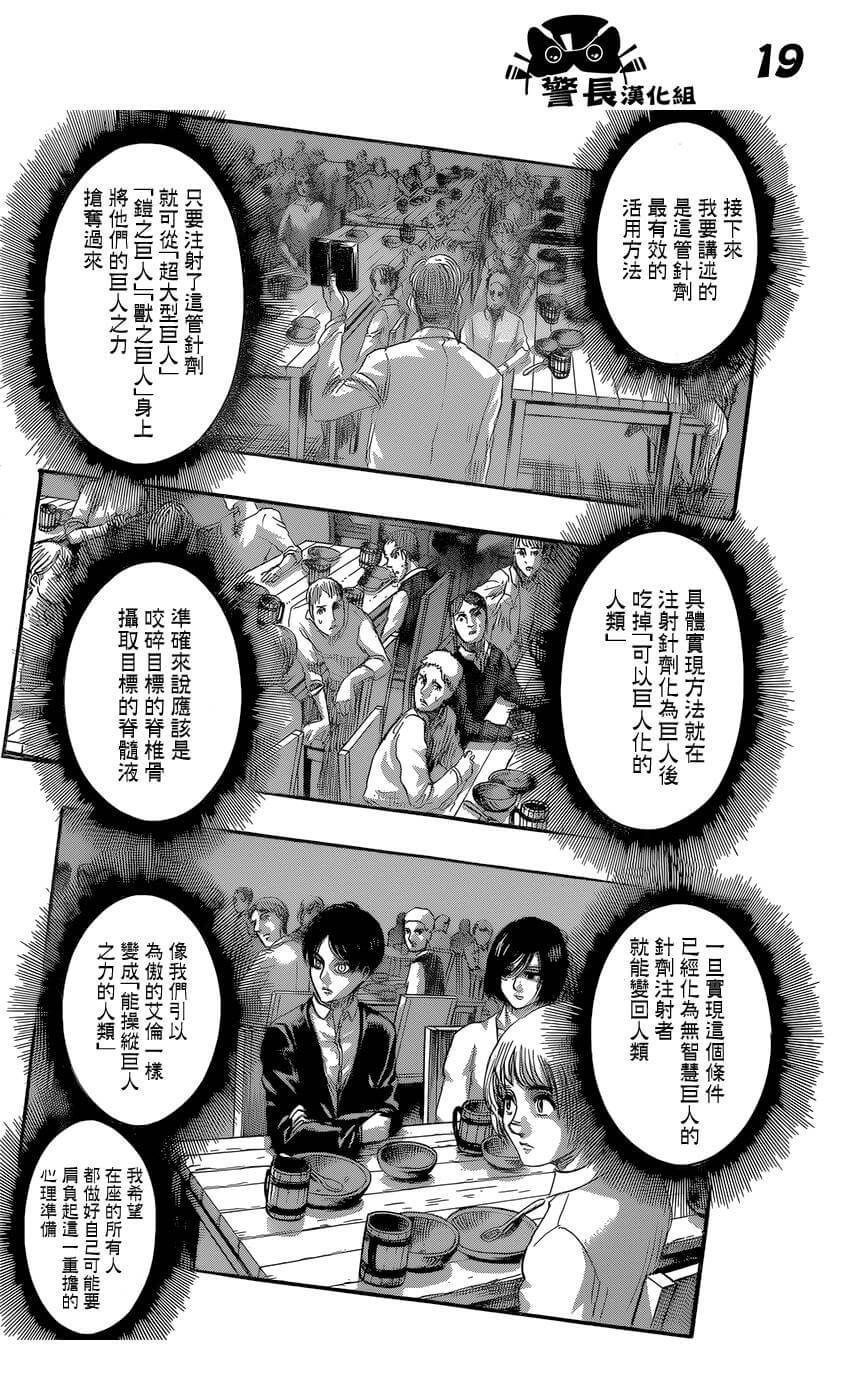 警長漢化組
19
接下來
我要講述的
是這管針劑
最有效的
活用方法
只要注射了這管針劑
就可從「超大型巨人」
「鎧之巨人」「獸之巨人」身上
將他們的巨人之力
搶奪過來
具體實現方法就在
注射針劑化為巨人後
吃掉「可以巨人化的
人類」
準確來說應該是
咬碎目標的脊椎骨
攝取目標的脊髓液
一旦實現這個條件
已經化為無智慧巨人的
針劑注射者
就能變回人類
像我們引以
為傲的艾倫一樣
變成「能操縱巨人
之力的人類」
我希望
在座的所有人
都做好自己可能要
肩負起這一重擔的
心理準備